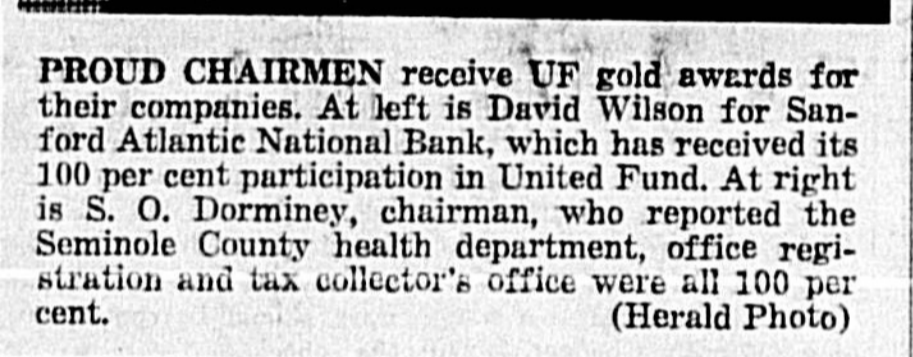 PROUD CHAIRMEN receive UF gold awards for
their companies. At left is David Wilson for San-
ford Atlantic National Bank, which has received its
100 per cent participation in United Fund. At right
is S. O. Dorminey, chairman, who reported the
Seminole County health department, office regi-
stration and tax collector's office were all 100 per
cent. (Herald Photo)